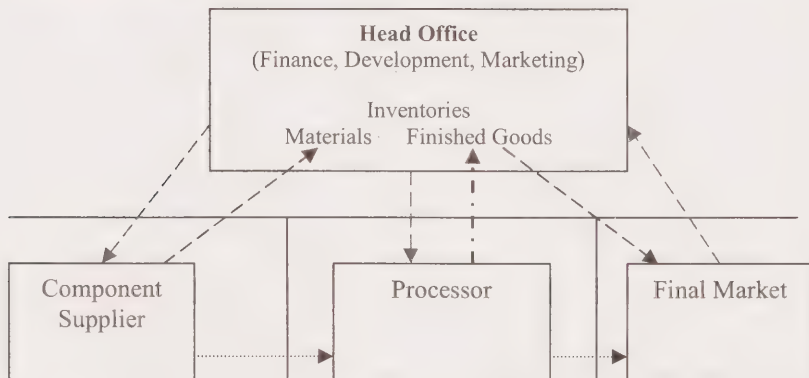 Head Office
(Finance, Development, Marketing)
Inventories
Materials Finished Goods
Component
Supplier
Processor
Final Market